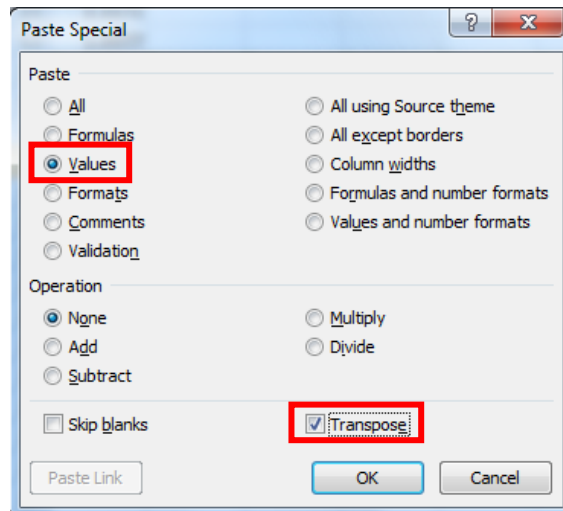 Paste Special
Paste
All
All using Source theme
Formulas
All except borders
Values
Column widths
Formats
Formulas and number formats
Comments
Values and number formats
Validation
Operation
None
Multiply
Add
Divide
Subtract
Skip blanks
Transpose
Paste Link
OK
Cancel